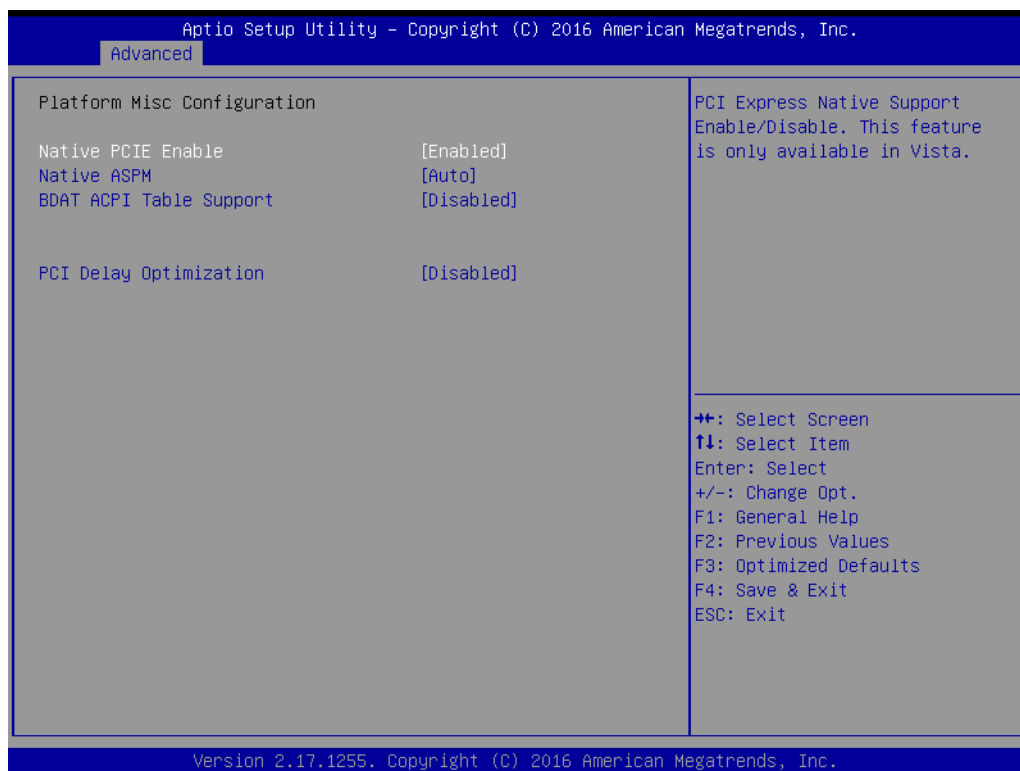 Aptio Setup Utility – Copyright (C) 2016 American Megatrends, Inc.
Advanced
Platform Misc Configuration
Native PCIE Enable [Enabled]
Native ASPM [Auto]
BDAT ACPI Table Support [Disabled]
PCI Delay Optimization [Disabled]
PCI Express Native Support
Enable/Disable. This feature
is only available in Vista.
→←: Select Screen
↑↓: Select Item
Enter: Select
+/-: Change Opt.
F1: General Help
F2: Previous Values
F3: Optimized Defaults
F4: Save & Exit
ESC: Exit
Version 2.17.1255. Copyright (C) 2016 American Megatrends, Inc.